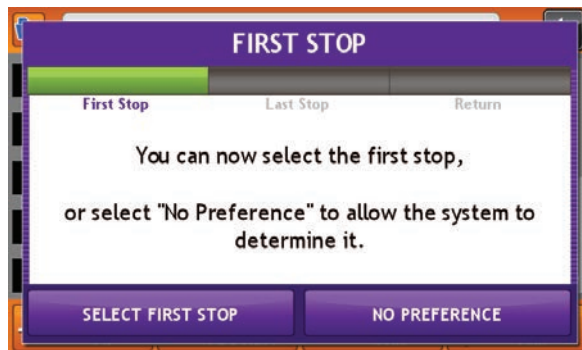 FIRST STOP
First Stop Last Stop Return
You can now select the first stop,
or select "No Preference" to allow the system to
determine it.
SELECT FIRST STOP NO PREFERENCE